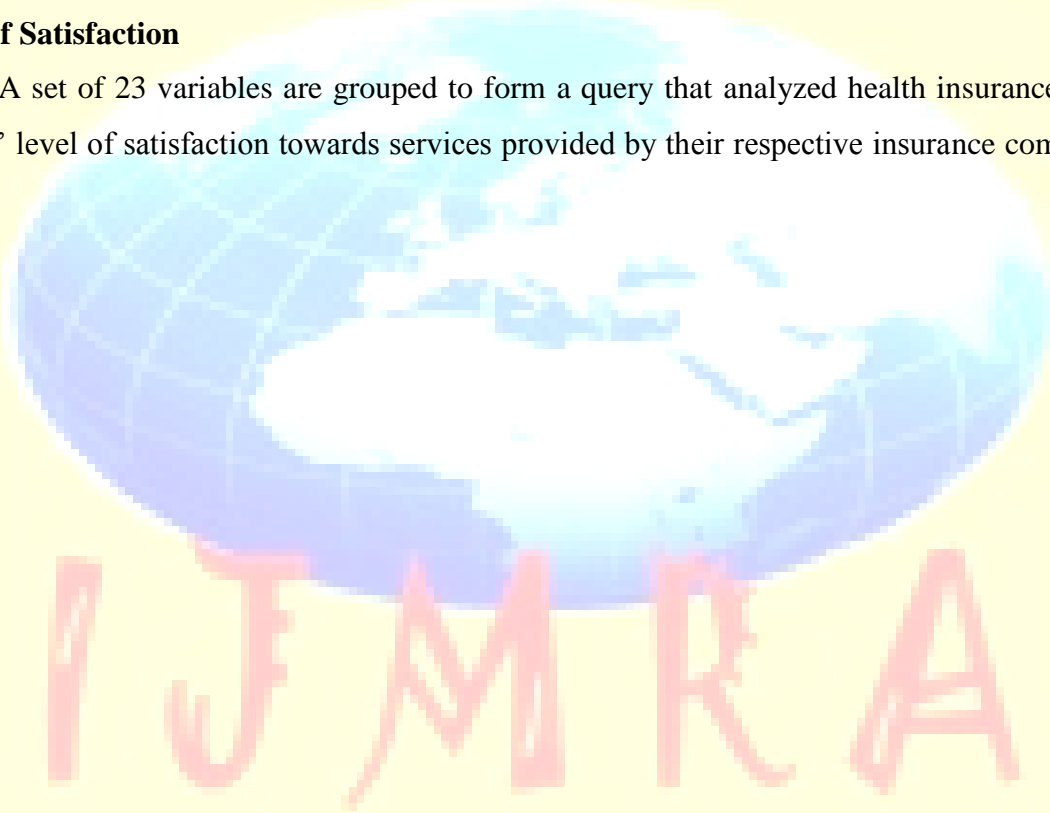 f Satisfaction
A set of 23 variables are grouped to form a query that analyzed health insurance
’ level of satisfaction towards services provided by their respective insurance com
IJMRA